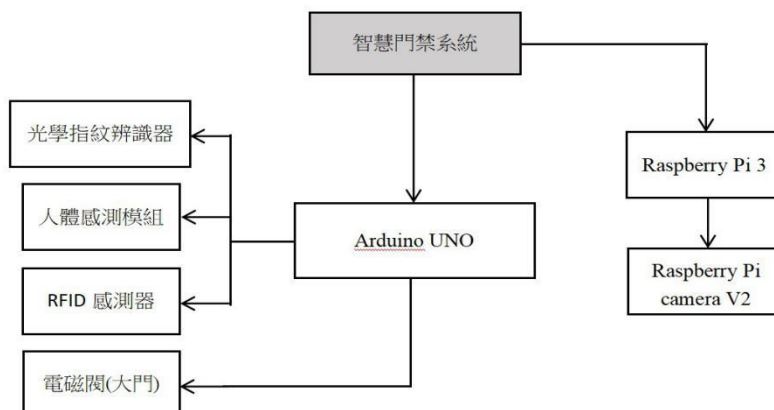 智慧門禁系統
光學指紋辨識器
人體感測模組
RFID 感測器
電磁閥(大門)
Arduino UNO
Raspberry Pi 3
Raspberry Pi
camera V2